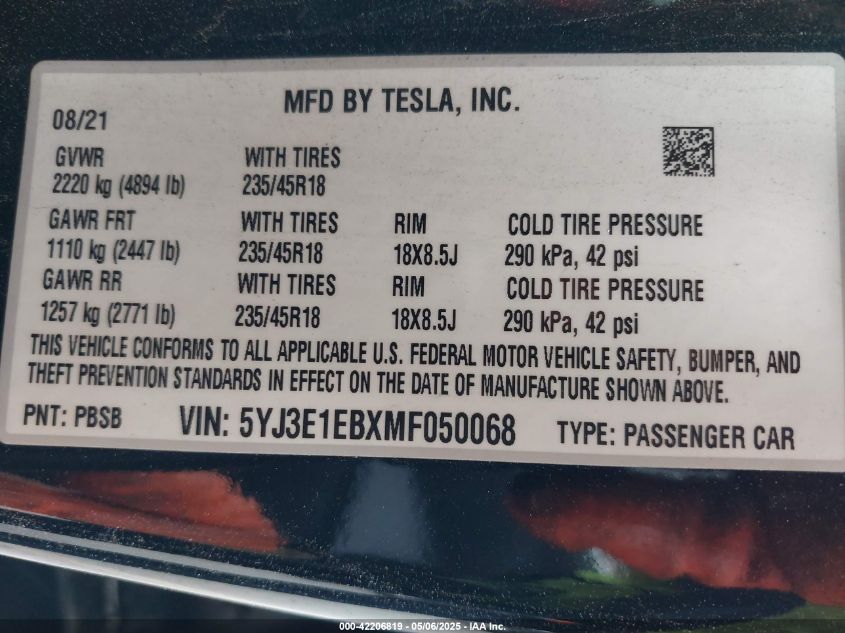 MFD BY TESLA, INC.
08/21
GVWR WITH TIRES
2220 kg (4894 lb) 235/45R18
GAWR FRT WITH TIRES RIM COLD TIRE PRESSURE
1110 kg (2447 lb) 235/45R18 18X8.5J 290 kPa, 42 psi
GAWR RR WITH TIRES RIM COLD TIRE PRESSURE
1257 kg (2771 lb) 235/45R18 18X8.5J 290 kPa, 42 psi
THIS VEHICLE CONFORMS TO ALL APPLICABLE U.S. FEDERAL MOTOR VEHICLE SAFETY, BUMPER, AND
THEFT PREVENTION STANDARDS IN EFFECT ON THE DATE OF MANUFACTURE SHOWN ABOVE.
PNT: PBSB VIN: 5YJ3E1EBXMF050068 TYPE: PASSENGER CAR
000-42206819 - 05/06/2025 - IAA Inc.